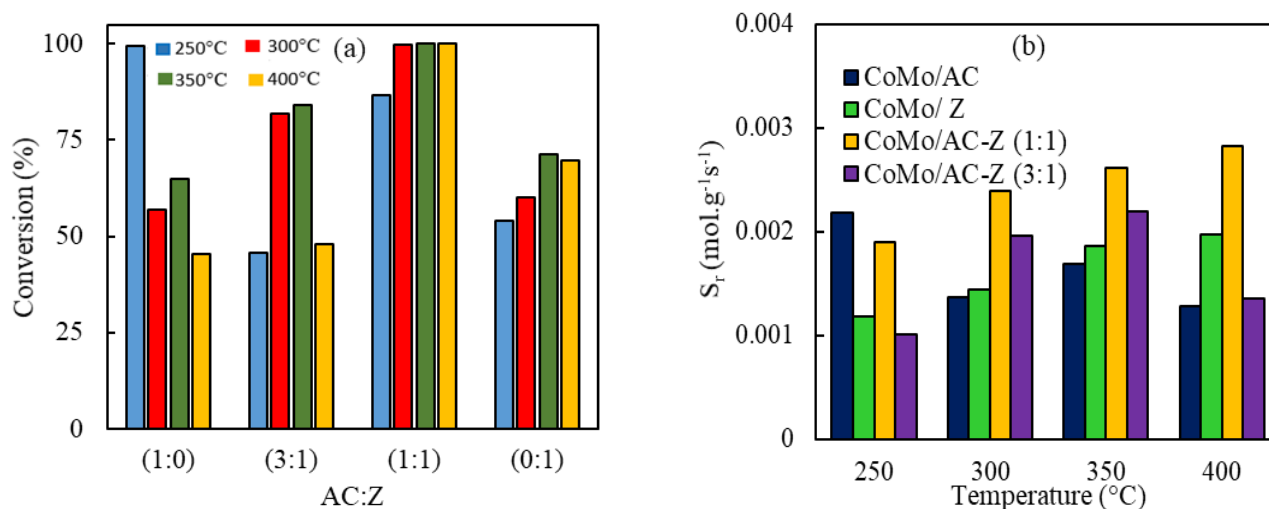 (a)
250°C
300°C
350°C
400°C
Conversion (%)
100
75
50
25
0
(1:0)
(3:1)
(1:1)
(0:1)
AC:Z
(b)
CoMo/AC
CoMo/ Z
CoMo/AC-Z (1:1)
CoMo/AC-Z (3:1)
Sᵣ (mol.g⁻¹s⁻¹)
0.004
0.003
0.002
0.001
0
250
300
350
400
Temperature (°C)